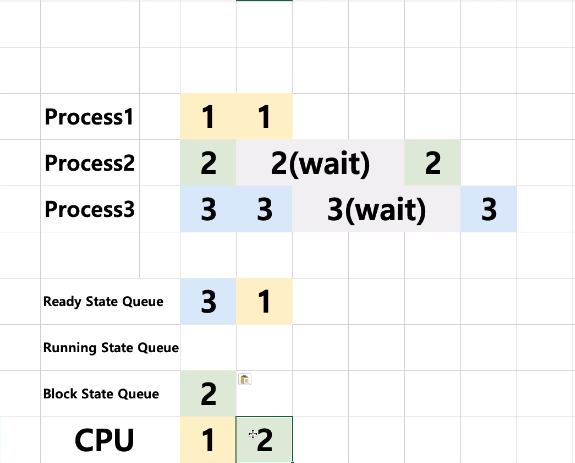 Process1 1 1
Process2 2 2(wait) 2
Process3 3 3 3(wait) 3
Ready State Queue 3 1
Running State Queue
Block State Queue 2
CPU 1 2